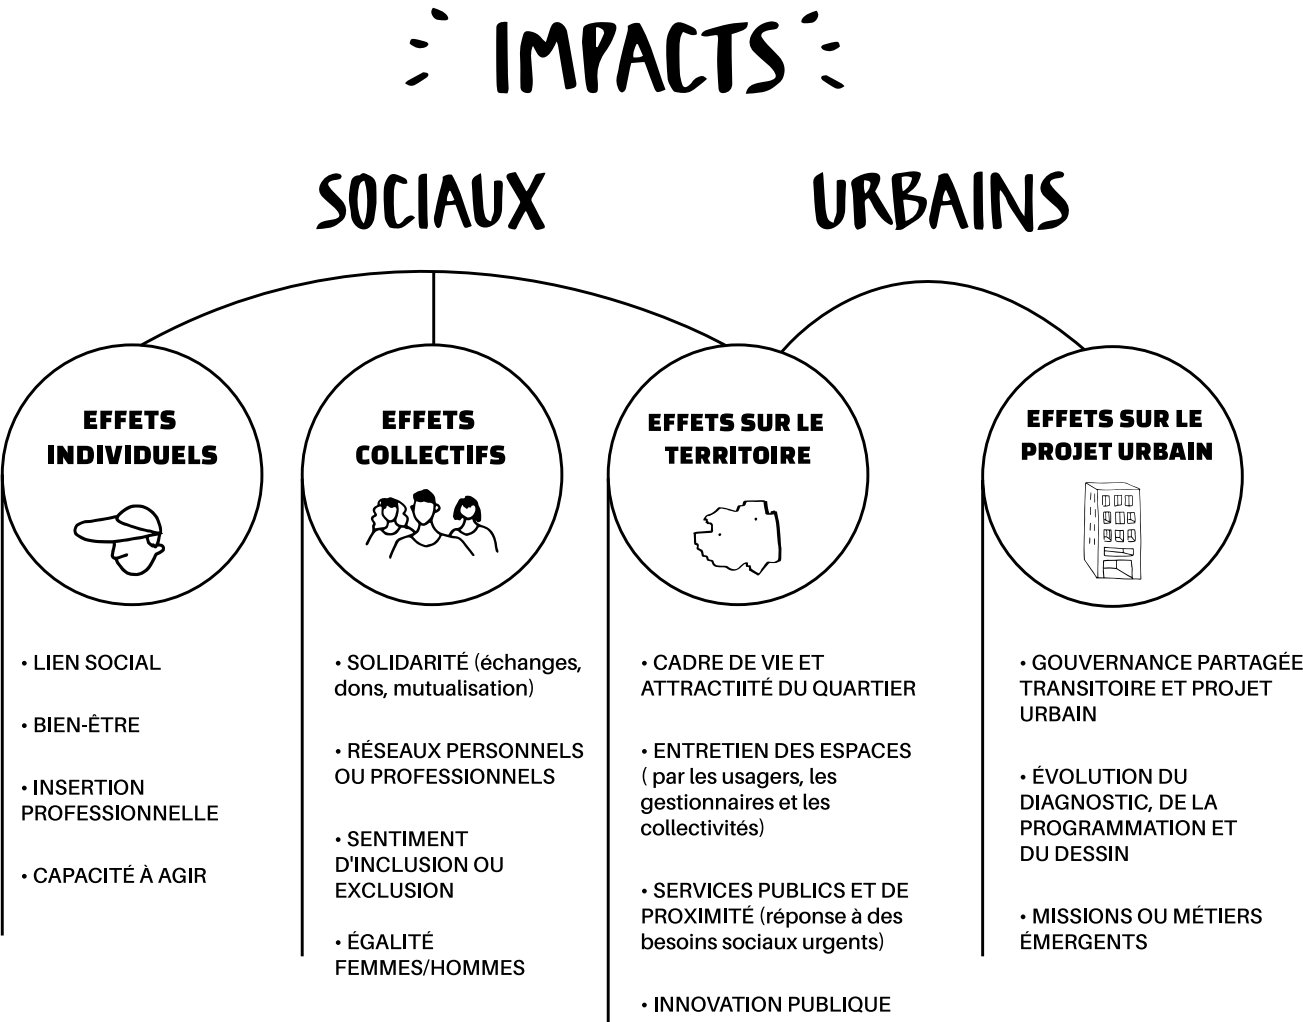 IMPACTS
SOCIAUX
URBAINS
EFFETS
INDIVIDUELS
• LIEN SOCIAL
• BIEN-ÊTRE
• INSERTION
PROFESSIONNELLE
• CAPACITÉ À AGIR
EFFETS
COLLECTIFS
• SOLIDARITÉ (échanges,
dons, mutualisation)
• RÉSEAUX PERSONNELS
OU PROFESSIONNELS
• SENTIMENT
D'INCLUSION OU
EXCLUSION
• ÉGALITÉ
FEMMES/HOMMES
EFFETS SUR LE
TERRITOIRE
• CADRE DE VIE ET
ATTRACTIITÉ DU QUARTIER
• ENTRETIEN DES ESPACES
( par les usagers, les
gestionnaires et les
collectivités)
• SERVICES PUBLICS ET DE
PROXIMITÉ (réponse à des
besoins sociaux urgents)
• INNOVATION PUBLIQUE
EFFETS SUR LE
PROJET URBAIN
• GOUVERNANCE PARTAGÉE
TRANSITOIRE ET PROJET
URBAIN
• ÉVOLUTION DU
DIAGNOSTIC, DE LA
PROGRAMMATION ET
DU DESSIN
• MISSIONS OU MÉTIERS
ÉMERGENTS